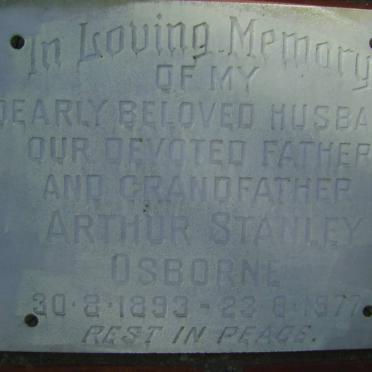 In Loving Memory
OF MY
DEARLY BELOVED HUSBA
OUR DEVOTED FATHER
AND GRANDFATHER
ARTHUR STANLEY
OSBORNE
30·8·1893 - 23·8·1977
REST IN PEACE.